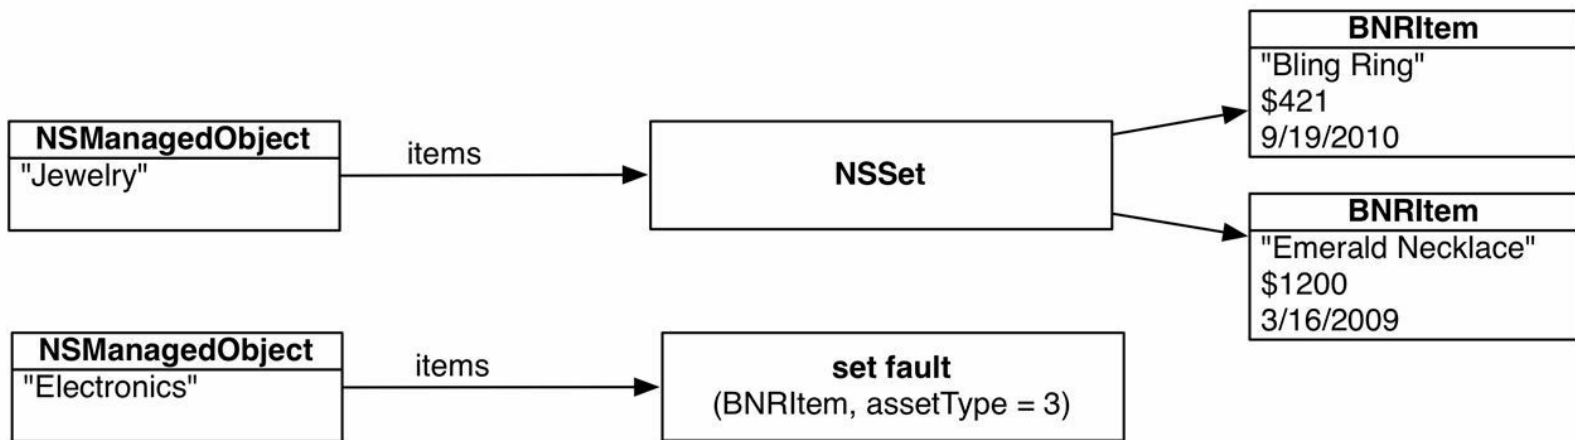 BNRItem
"Bling Ring"
$421
9/19/2010
NSManagedObject
"Jewelry"
items
NSSet
BNRItem
"Emerald Necklace"
$1200
3/16/2009
NSManagedObject
"Electronics"
items
set fault
(BNRItem, assetType = 3)